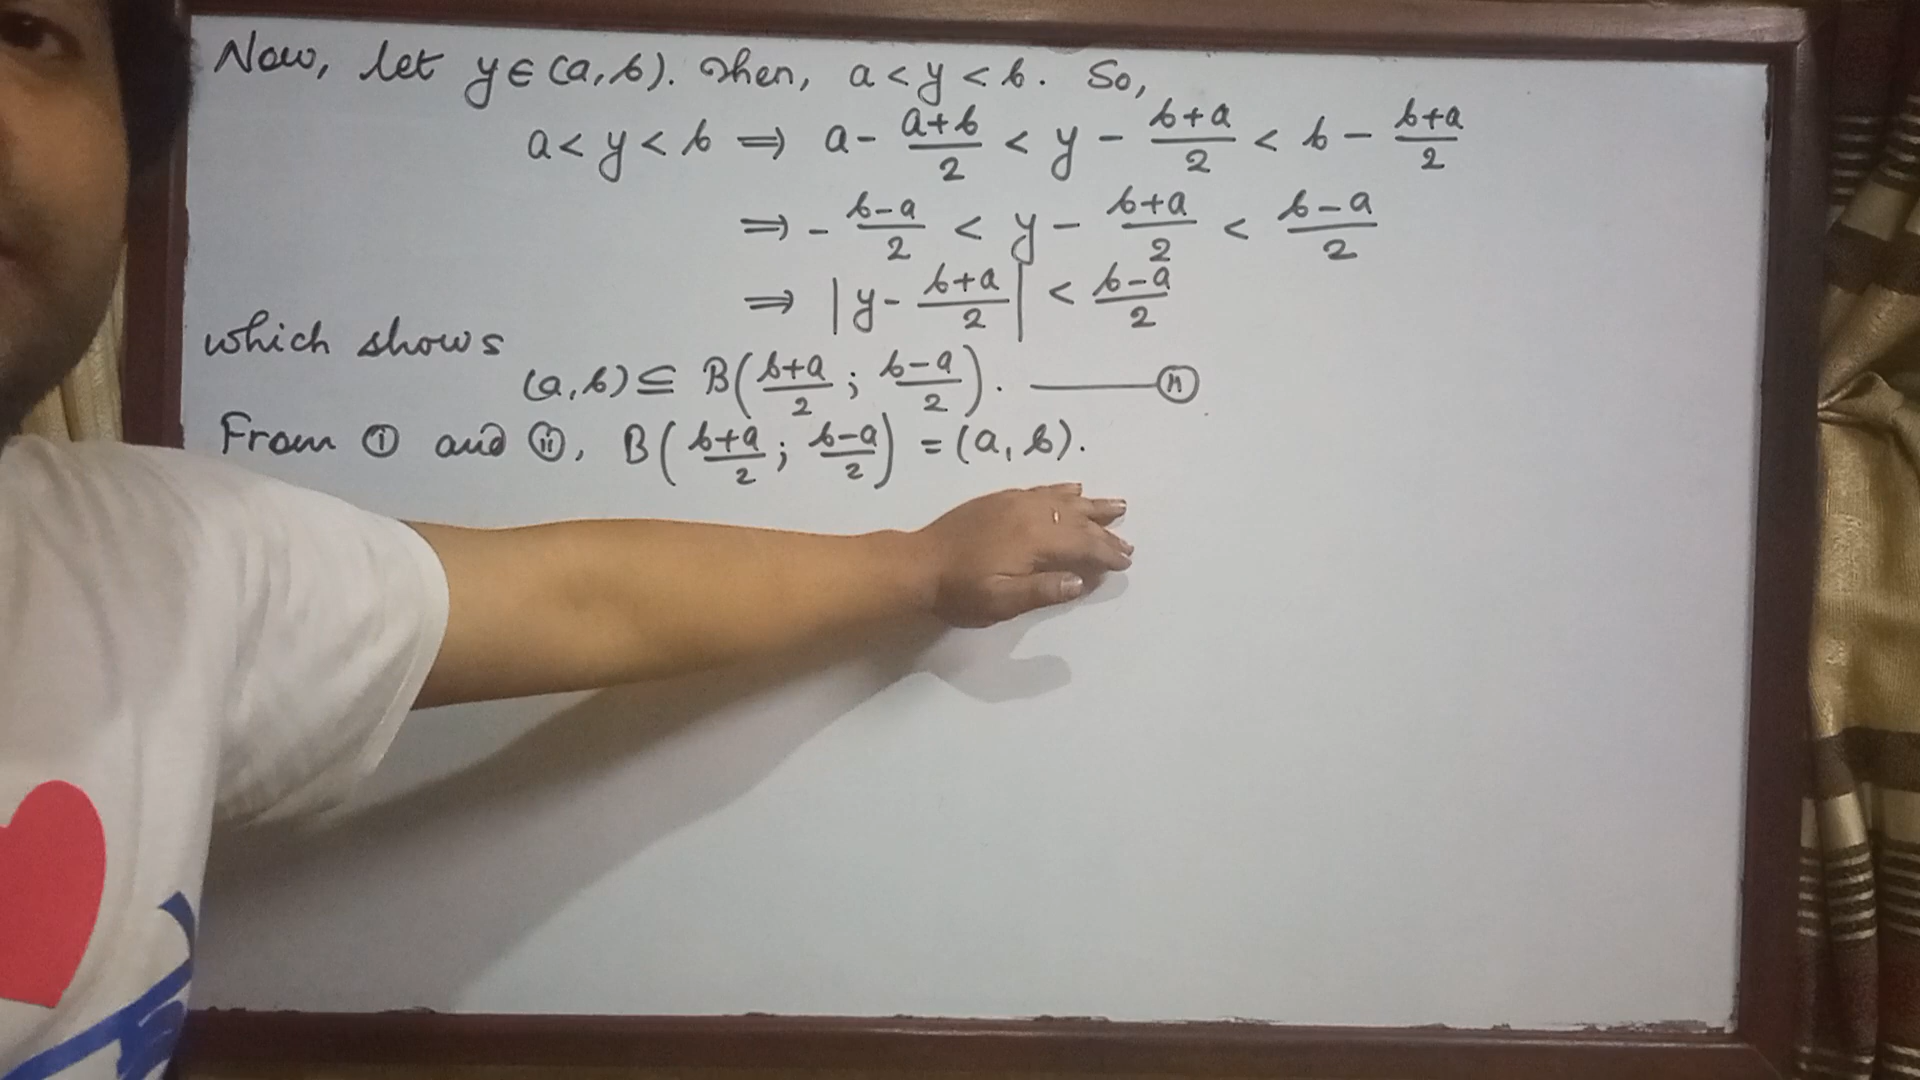 Now, let y ∈ (a, b). Then, a < y < b. So,
a < y < b ⟹ a - (a+b)/2 < y - (b+a)/2 < b - (b+a)/2
⟹ - (b-a)/2 < y - (b+a)/2 < (b-a)/2
⟹ |y - (b+a)/2| < (b-a)/2
which shows
(a, b) ⊆ B((b+a)/2 ; (b-a)/2). —— (ii)
From (i) and (ii), B((b+a)/2 ; (b-a)/2) = (a, b).